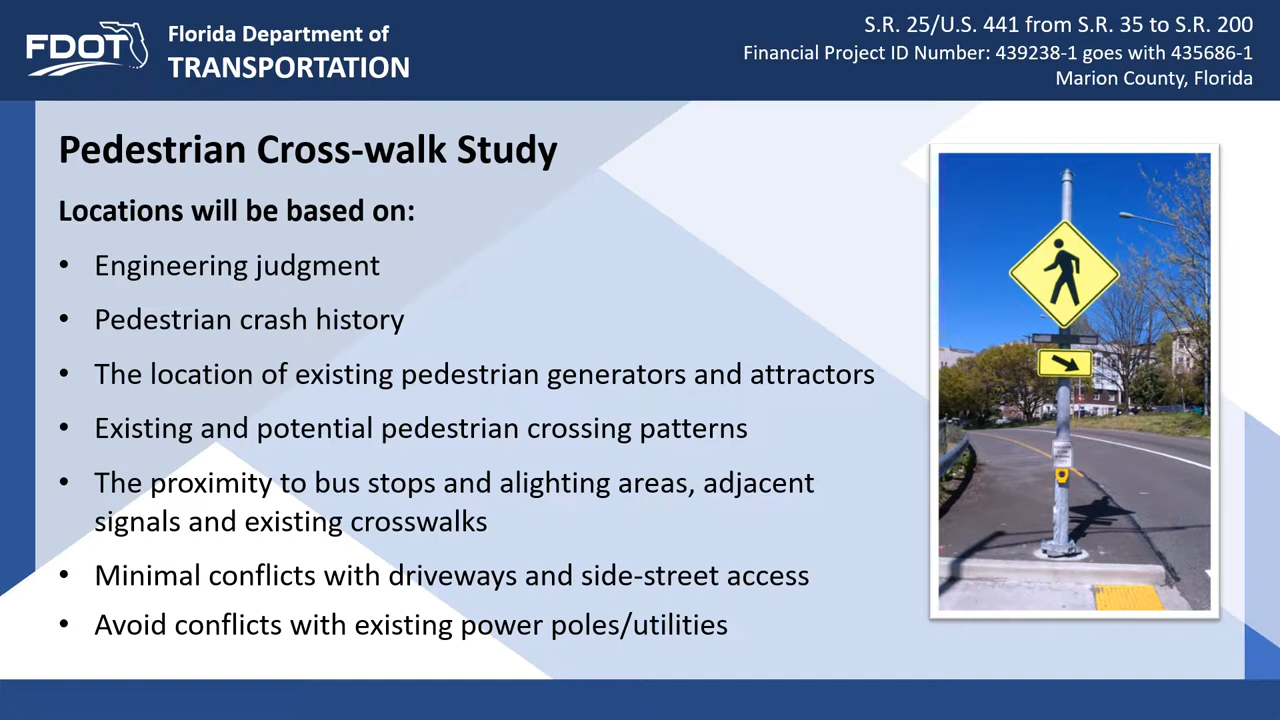 FDOT
Florida Department of
TRANSPORTATION
S.R. 25/U.S. 441 from S.R. 35 to S.R. 200
Financial Project ID Number: 439238-1 goes with 435686-1
Marion County, Florida
Pedestrian Cross-walk Study
Locations will be based on:
• Engineering judgment
• Pedestrian crash history
• The location of existing pedestrian generators and attractors
• Existing and potential pedestrian crossing patterns
• The proximity to bus stops and alighting areas, adjacent
signals and existing crosswalks
• Minimal conflicts with driveways and side-street access
• Avoid conflicts with existing power poles/utilities